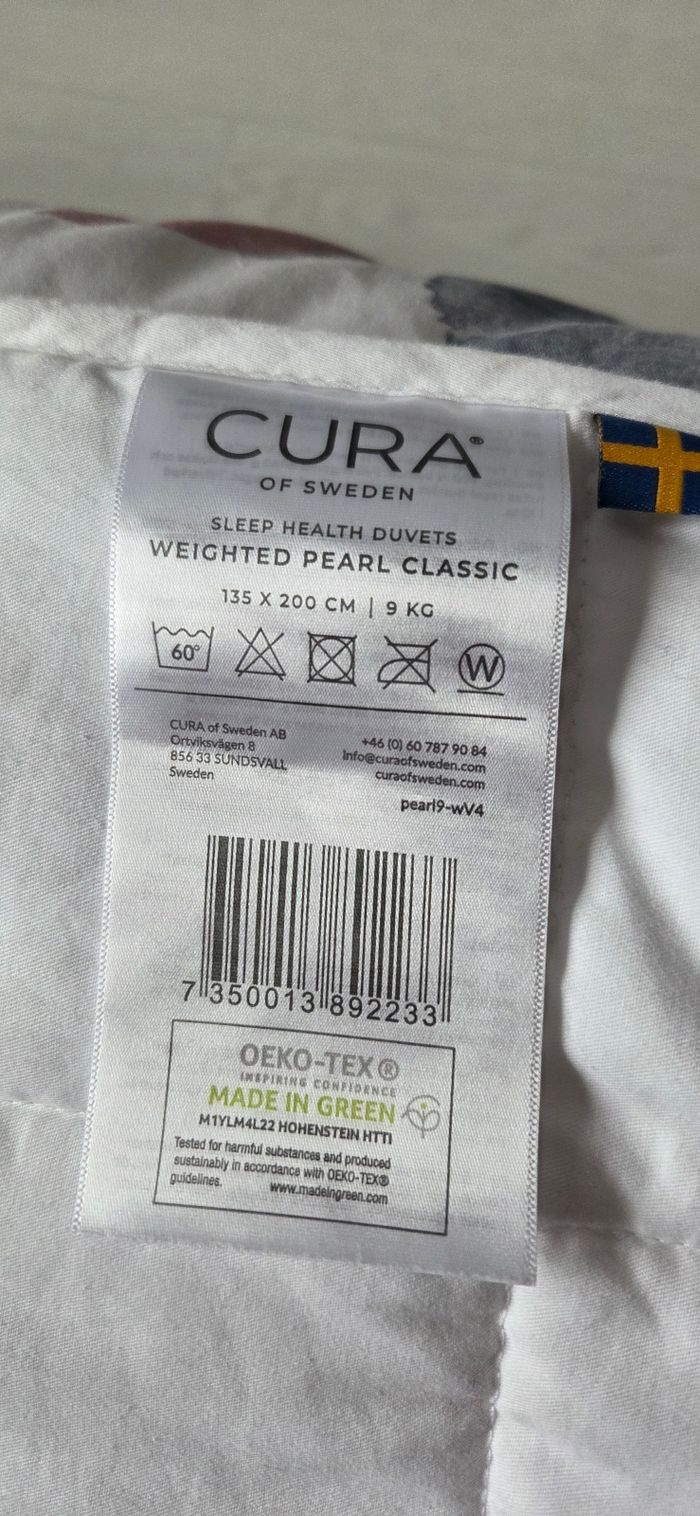 CURA®
OF SWEDEN
SLEEP HEALTH DUVETS
WEIGHTED PEARL CLASSIC
135 X 200 CM | 9 KG
60° W
CURA of Sweden AB
Ortviksvägen 8
856 33 SUNDSVALL
Sweden
+46 (0) 60 787 90 84
info@curaofsweden.com
curaofsweden.com
pearl9-wV4
7 350013 892233
OEKO-TEX®
INSPIRING CONFIDENCE
MADE IN GREEN
M1YLM4L22 HOHENSTEIN HTTI
Tested for harmful substances and produced
sustainably in accordance with OEKO-TEX®
guidelines. www.madeingreen.com